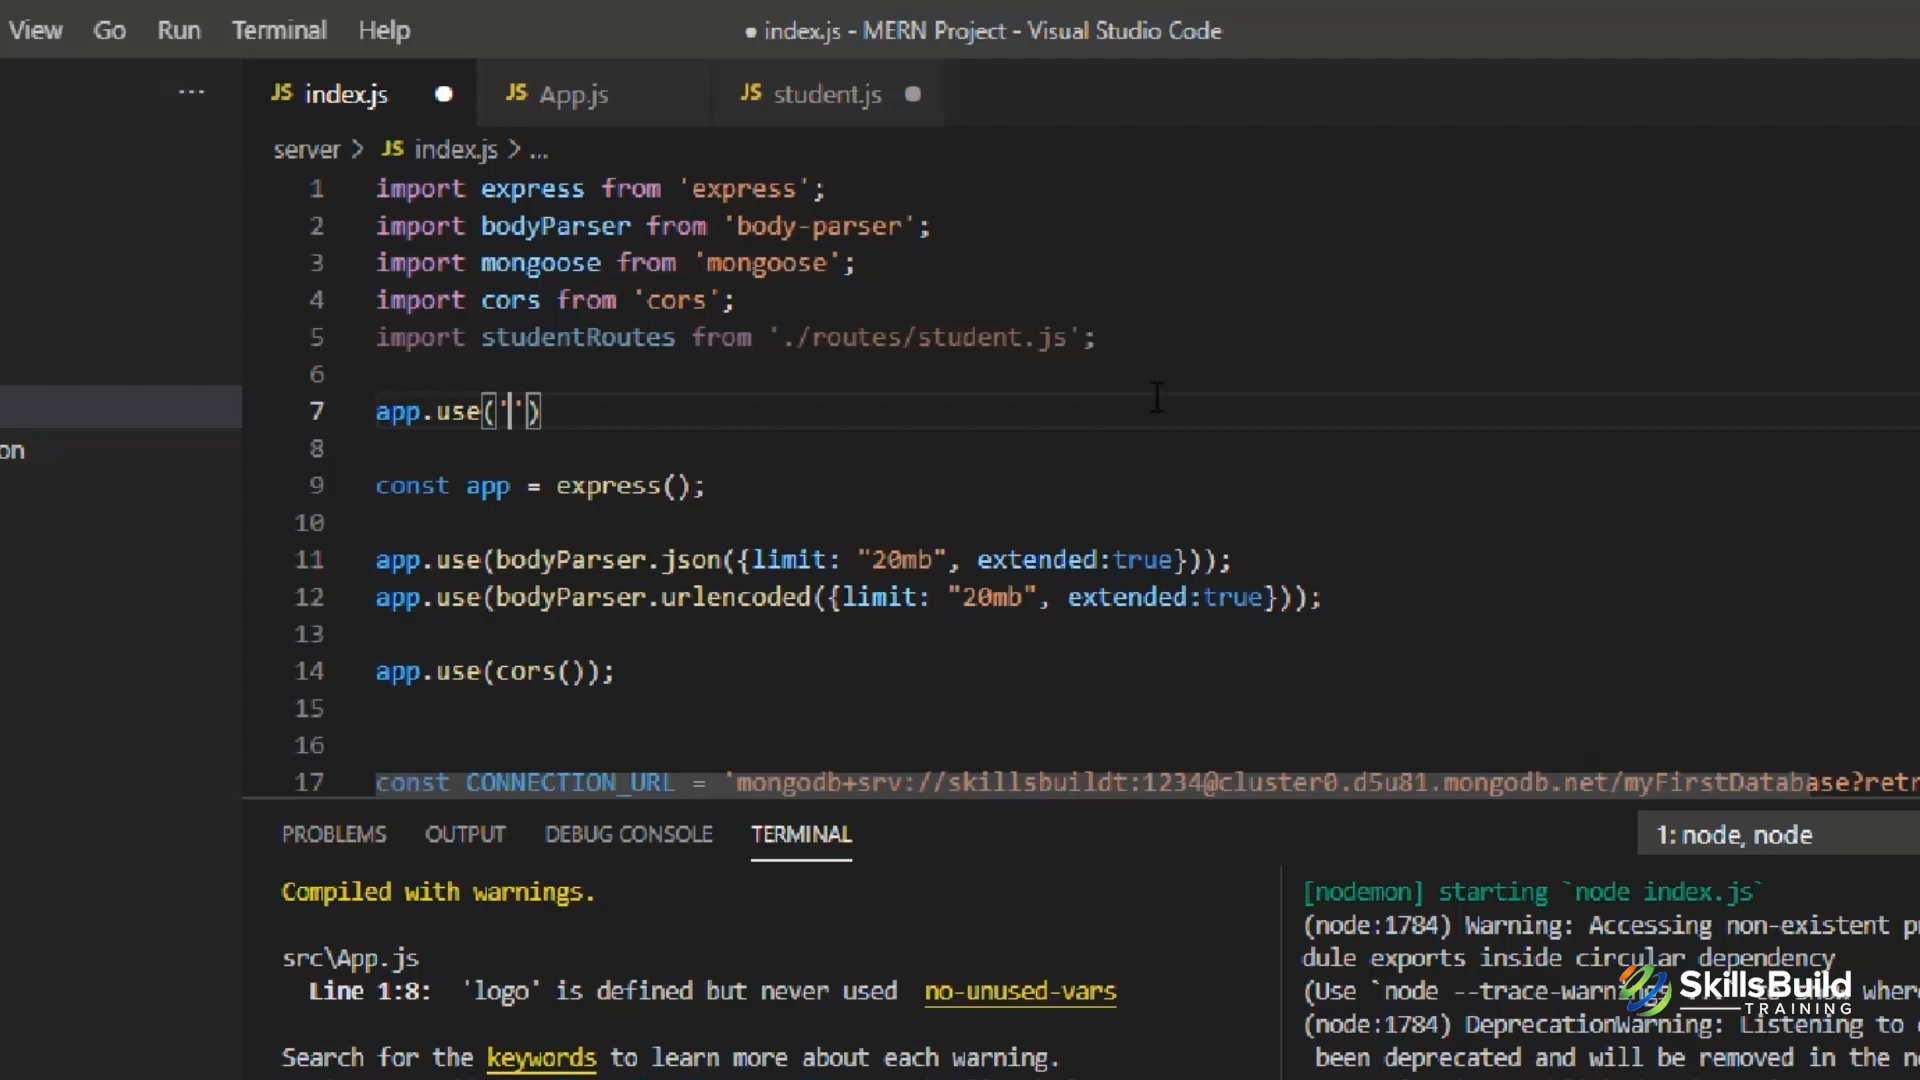 View Go Run Terminal Help
● index.js - MERN Project - Visual Studio Code
... JS index.js ● JS App.js JS student.js ●
server > JS index.js > ...
1 import express from 'express';
2 import bodyParser from 'body-parser';
3 import mongoose from 'mongoose';
4 import cors from 'cors';
5 import studentRoutes from './routes/student.js';
6
7 app.use('')
8
on
9 const app = express();
10
11 app.use(bodyParser.json({limit: "20mb", extended:true}));
12 app.use(bodyParser.urlencoded({limit: "20mb", extended:true}));
13
14 app.use(cors());
15
16
17 const CONNECTION_URL = 'mongodb+srv://skillsbuildt:1234@cluster0.d5u81.mongodb.net/myFirstDatabase?retr
PROBLEMS OUTPUT DEBUG CONSOLE TERMINAL
1: node, node
Compiled with warnings.
src\App.js
Line 1:8: 'logo' is defined but never used no-unused-vars
Search for the keywords to learn more about each warning.
[nodemon] starting `node index.js`
(node:1784) Warning: Accessing non-existent p
dule exports inside circular dependency
(Use `node --trace-warnings to show where
(node:1784) DeprecationWarning: Listening to
been deprecated and will be removed in the n
SkillsBuild
TRAINING